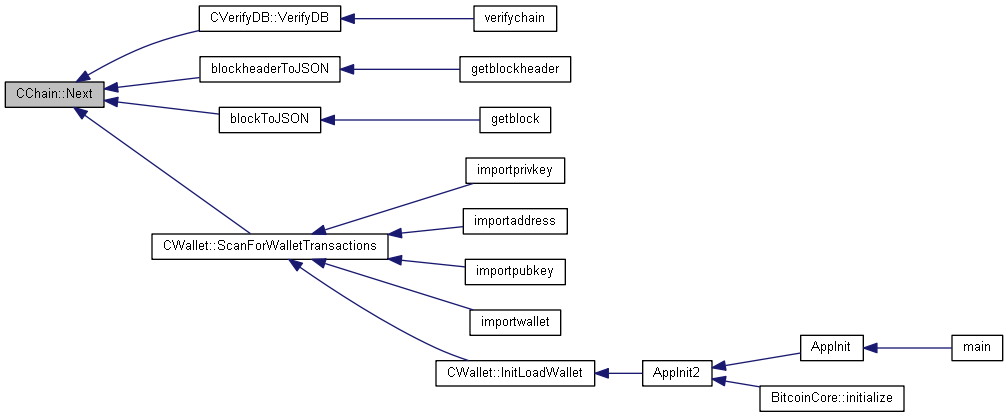 CVerifyDB::VerifyDB
verifychain
blockheaderToJSON
getblockheader
CChain::Next
blockToJSON
getblock
importprivkey
importaddress
CWallet::ScanForWalletTransactions
importpubkey
importwallet
AppInit
main
CWallet::InitLoadWallet
AppInit2
BitcoinCore::initialize